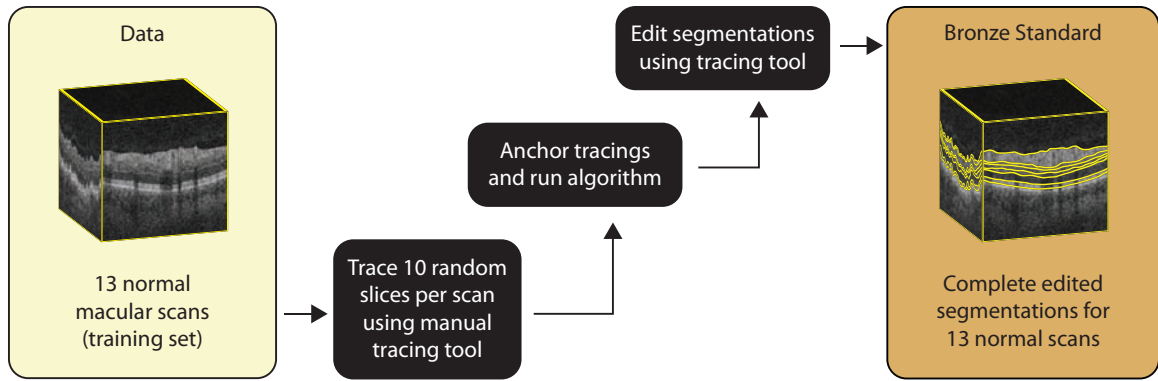 Data
13 normal
macular scans
(training set)
Trace 10 random
slices per scan
using manual
tracing tool
Anchor tracings
and run algorithm
Edit segmentations
using tracing tool
Bronze Standard
Complete edited
segmentations for
13 normal scans